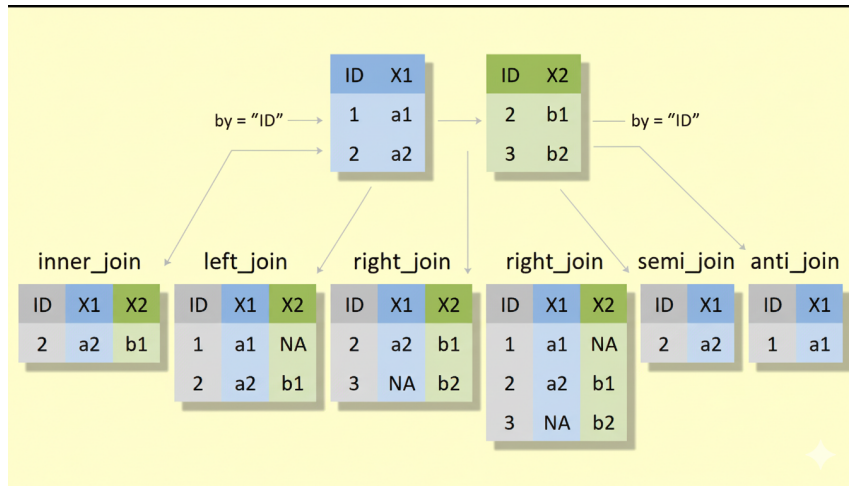 ID X1
1 a1
2 a2
ID X2
2 b1
3 b2
by = “ID”
by = “ID”
inner_join
ID X1 X2
2 a2 b1
left_join
ID X1 X2
1 a1 NA
2 a2 b1
right_join
ID X1 X2
2 a2 b1
3 NA b2
right_join
ID X1 X2
1 a1 NA
2 a2 b1
3 NA b2
semi_join
ID X1
2 a2
anti_join
ID X1
1 a1